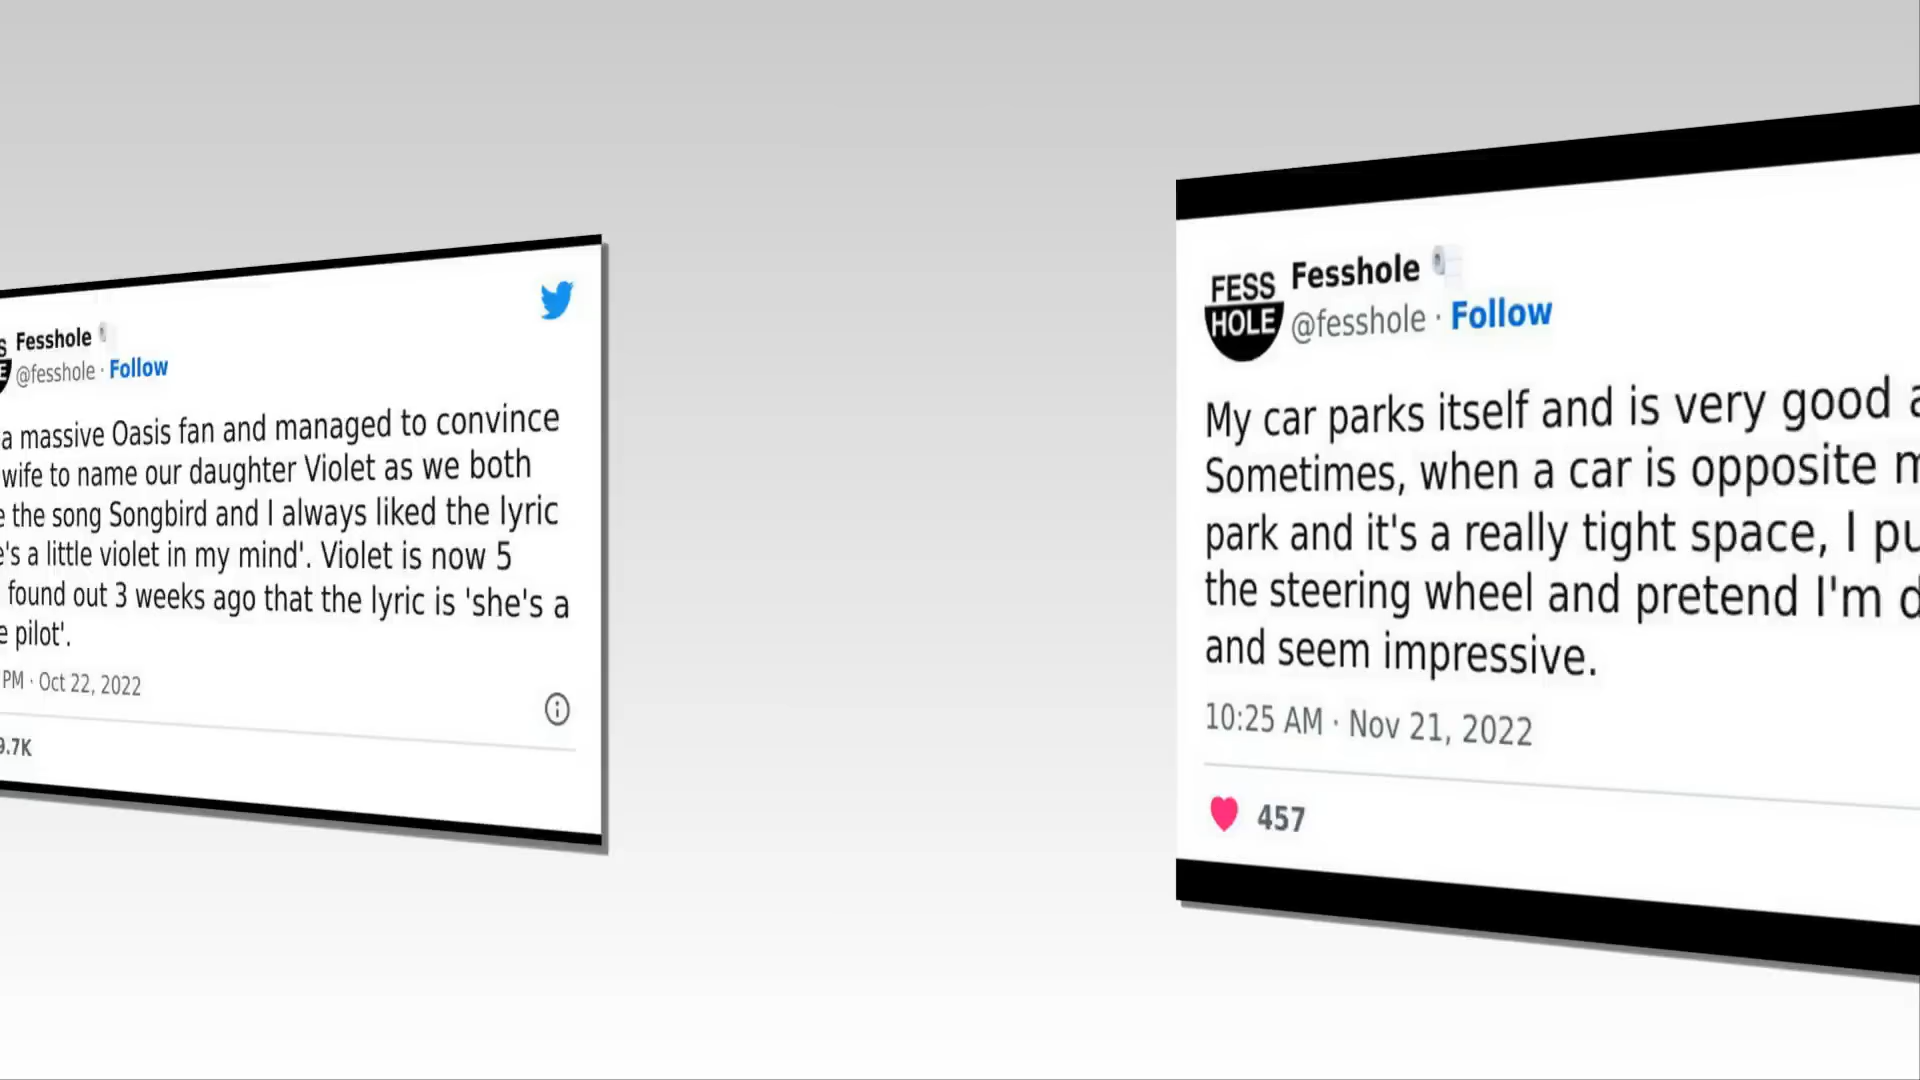 Fesshole
@fesshole · Follow
a massive Oasis fan and managed to convince
wife to name our daughter Violet as we both
the song Songbird and I always liked the lyric
a little violet in my mind'. Violet is now 5
found out 3 weeks ago that the lyric is 'she's a
pilot'.
PM · Oct 22, 2022
9.7K
FESS
HOLE
Fesshole
@fesshole · Follow
My car parks itself and is very good
Sometimes, when a car is opposite
park and it's a really tight space, I
the steering wheel and pretend I'm
and seem impressive.
10:25 AM · Nov 21, 2022
457